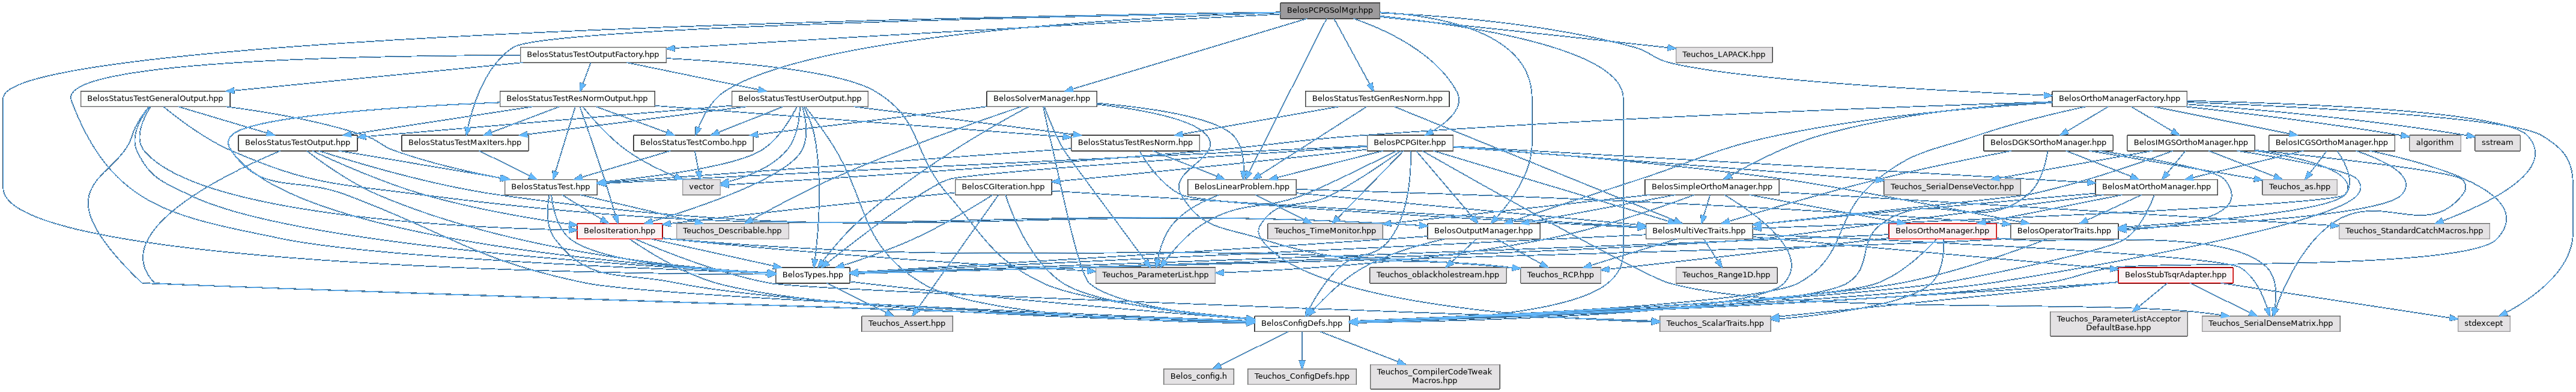 BelosPCPGSolMgr.hpp
BelosStatusTestOutputFactory.hpp
Teuchos_LAPACK.hpp
BelosStatusTestGeneralOutput.hpp
BelosStatusTestResNormOutput.hpp
BelosStatusTestUserOutput.hpp
BelosSolverManager.hpp
BelosStatusTestGenResNorm.hpp
BelosOrthoManagerFactory.hpp
BelosStatusTestOutput.hpp
BelosStatusTestMaxIters.hpp
BelosStatusTestCombo.hpp
BelosStatusTestResNorm.hpp
BelosPCPGIter.hpp
BelosDGKSOrthoManager.hpp
BelosIMGSOrthoManager.hpp
BelosICGSOrthoManager.hpp
algorithm
sstream
BelosStatusTest.hpp
vector
BelosCGIteration.hpp
BelosLinearProblem.hpp
BelosSimpleOrthoManager.hpp
Teuchos_SerialDenseVector.hpp
BelosMatOrthoManager.hpp
Teuchos_as.hpp
BelosIteration.hpp
Teuchos_Describable.hpp
Teuchos_TimeMonitor.hpp
BelosOutputManager.hpp
BelosMultiVecTraits.hpp
BelosOrthoManager.hpp
BelosOperatorTraits.hpp
Teuchos_StandardCatchMacros.hpp
BelosTypes.hpp
Teuchos_ParameterList.hpp
Teuchos_oblackholestream.hpp
Teuchos_RCP.hpp
Teuchos_Range1D.hpp
BelosStubTsqrAdapter.hpp
Teuchos_Assert.hpp
BelosConfigDefs.hpp
Teuchos_ScalarTraits.hpp
Teuchos_ParameterListAcceptor
DefaultBase.hpp
Teuchos_SerialDenseMatrix.hpp
stdexcept
Belos_config.h
Teuchos_ConfigDefs.hpp
Teuchos_CompilerCodeTweak
Macros.hpp